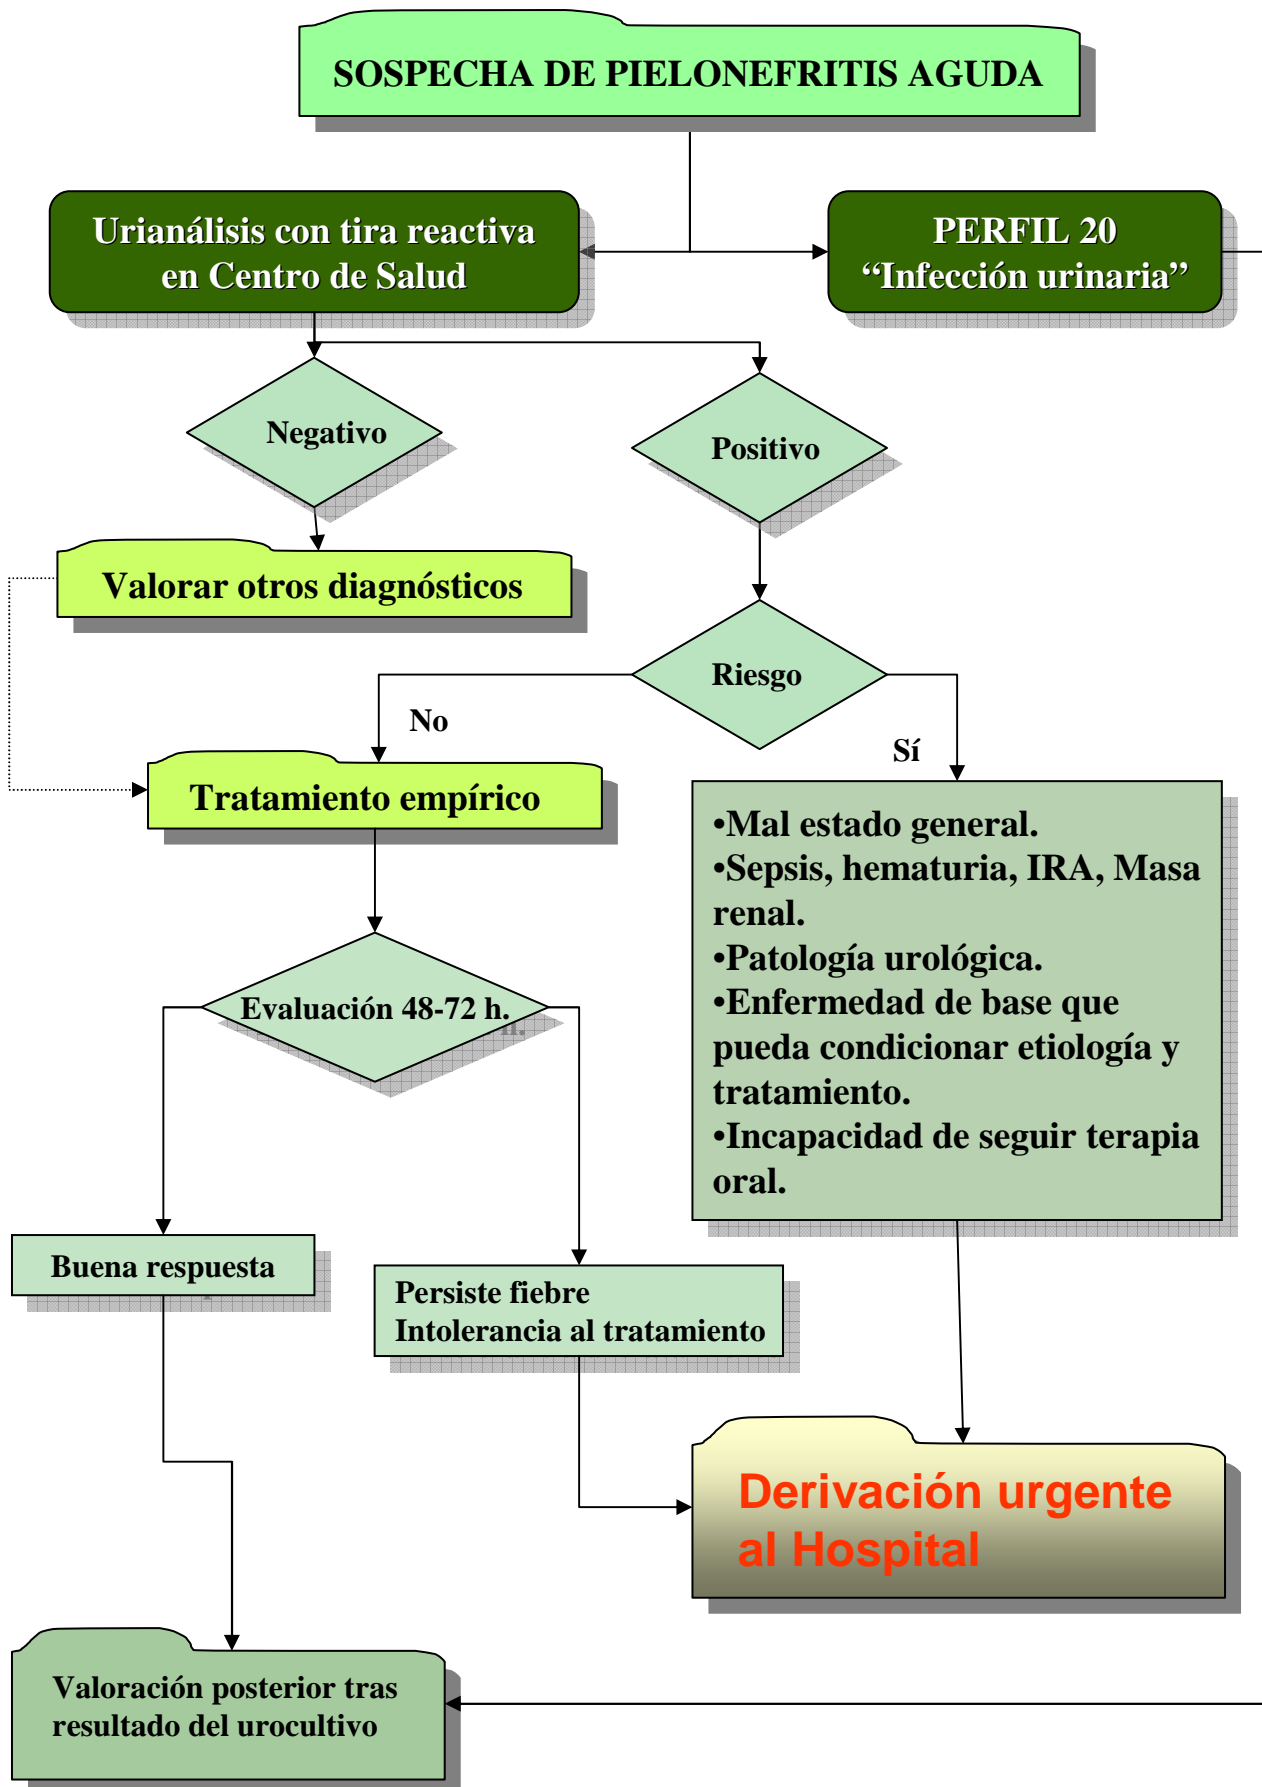 SOSPECHA DE PIELONEFRITIS AGUDA
Urianálisis con tira reactiva
en Centro de Salud
PERFIL 20
“Infección urinaria”
Negativo
Positivo
Valorar otros diagnósticos
Riesgo
No
Sí
Tratamiento empírico
•Mal estado general.
•Sepsis, hematuria, IRA, Masa
renal.
•Patología urológica.
•Enfermedad de base que
pueda condicionar etiología y
tratamiento.
•Incapacidad de seguir terapia
oral.
Evaluación 48-72 h.
Buena respuesta
Persiste fiebre
Intolerancia al tratamiento
Derivación urgente
al Hospital
Valoración posterior tras
resultado del urocultivo